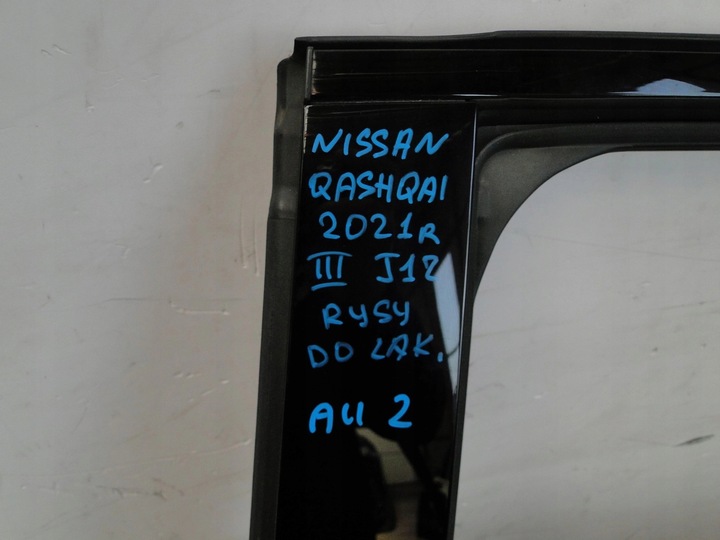 NISSAN
QASHQAI
2021R
III J12
RYSY
DO LAK.
AU 2